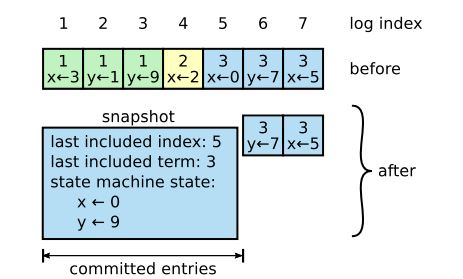 1 2 3 4 5 6 7 log index
1 1 1 2 3 3 3
x←3 y←1 y←9 x←2 x←0 y←7 x←5
before
snapshot
last included index: 5
last included term: 3
state machine state:
x ← 0
y ← 9
3 3
y←7 x←5
after
committed entries